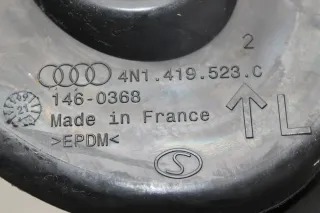 2
4N1.419.523.C
146-0368
Made in France
>EPDM<
L
S